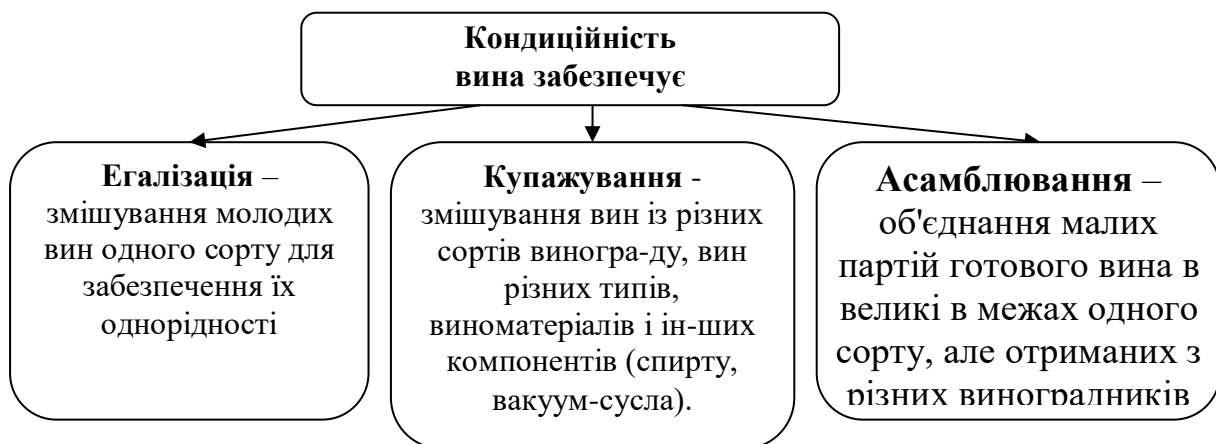 Кондиційність
вина забезпечує
Егалізація –
змішування молодих
вин одного сорту для
забезпечення їх
однорідності
Купажування -
змішування вин із різних
сортів виногра-ду, вин
різних типів,
виноматеріалів і ін-ших
компонентів (спирту,
вакуум-сусла).
Асамблювання –
об'єднання малих
партій готового вина в
великі в межах одного
сорту, але отриманих з
різних виноградників